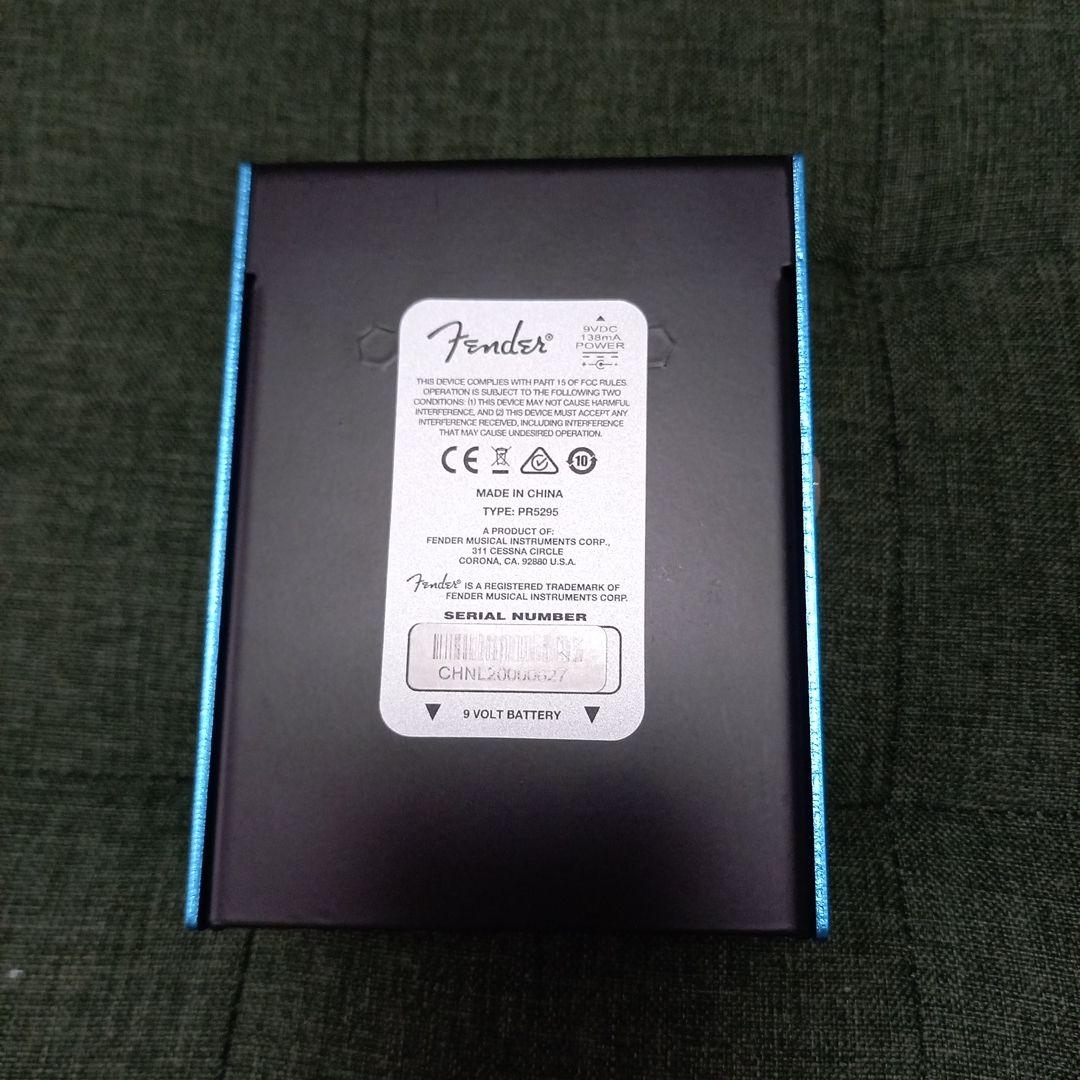 Fender®
9VDC
138mA
POWER
THIS DEVICE COMPLIES WITH PART 15 OF FCC RULES.
OPERATION IS SUBJECT TO THE FOLLOWING TWO
CONDITIONS: (1) THIS DEVICE MAY NOT CAUSE HARMFUL
INTERFERENCE, AND (2) THIS DEVICE MUST ACCEPT ANY
INTERFERENCE RECEIVED, INCLUDING INTERFERENCE
THAT MAY CAUSE UNDESIRED OPERATION.
CE 10
MADE IN CHINA
TYPE: PR5295
A PRODUCT OF:
FENDER MUSICAL INSTRUMENTS CORP.,
311 CESSNA CIRCLE
CORONA, CA. 92880 U.S.A.
Fender® IS A REGISTERED TRADEMARK OF
FENDER MUSICAL INSTRUMENTS CORP.
SERIAL NUMBER
9 VOLT BATTERY